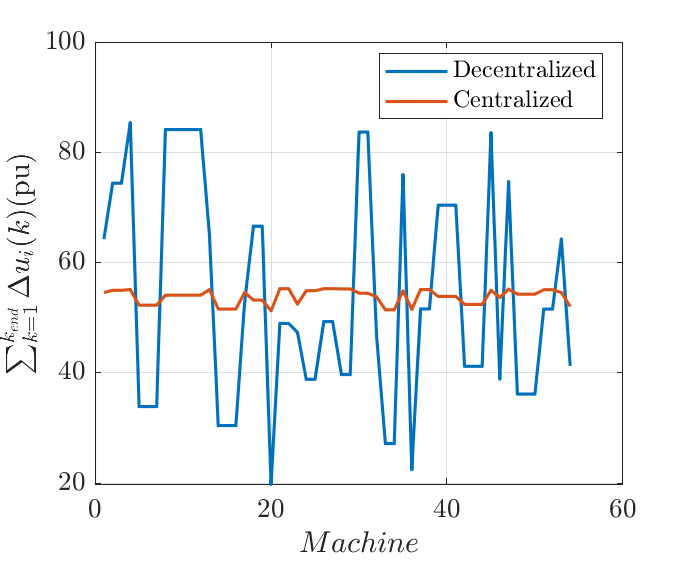 100
80
60
40
20
0
20
40
60
Decentralized
Centralized
∑_{k=1}^{k_{end}} Δu_i(k)(pu)
Machine